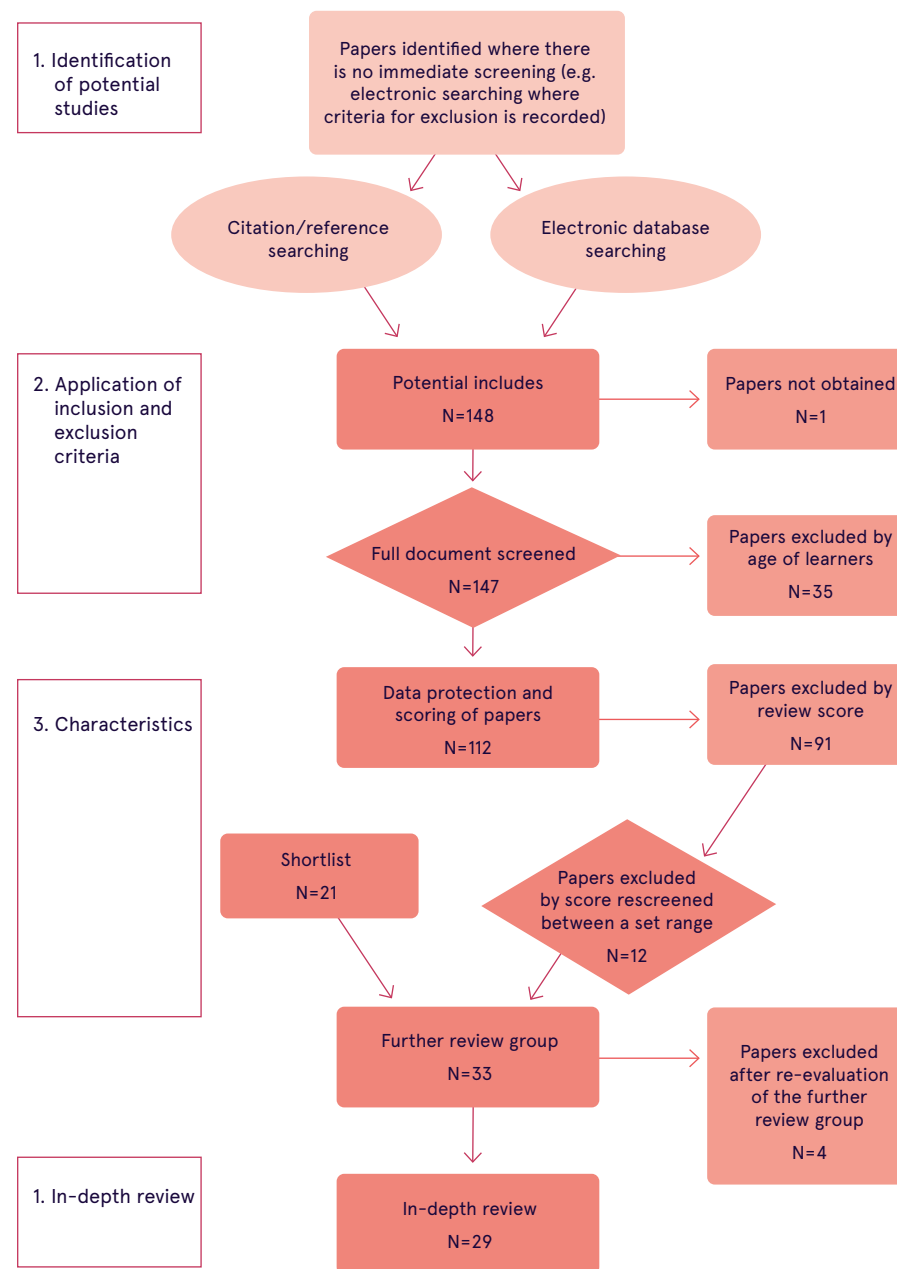 1. Identification
of potential
studies
Papers identified where there
is no immediate screening (e.g.
electronic searching where
criteria for exclusion is recorded)
Citation/reference
searching
Electronic database
searching
2. Application of
inclusion and
exclusion
criteria
Potential includes
N=148
Papers not obtained
N=1
Full document screened
N=147
Papers excluded by
age of learners
N=35
3. Characteristics
Data protection and
scoring of papers
N=112
Papers excluded by
review score
N=91
Shortlist
N=21
Papers excluded
by score rescreened
between a set range
N=12
Further review group
N=33
Papers excluded
after re-evaluation
of the further
review group
N=4
1. In-depth review
In-depth review
N=29